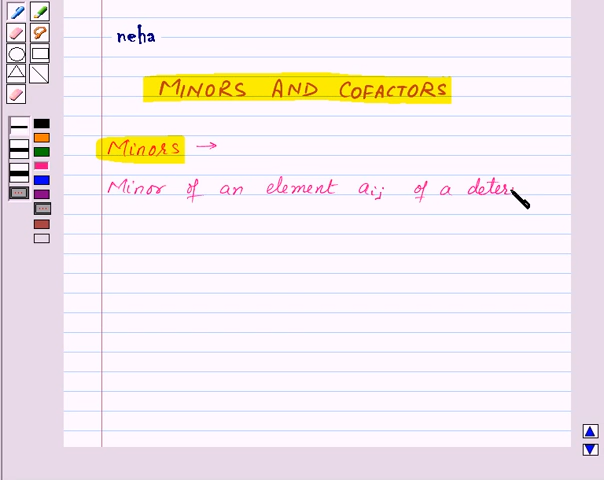 neha
MINORS AND COFACTORS
Minors →
Minor of an element aij of a deter